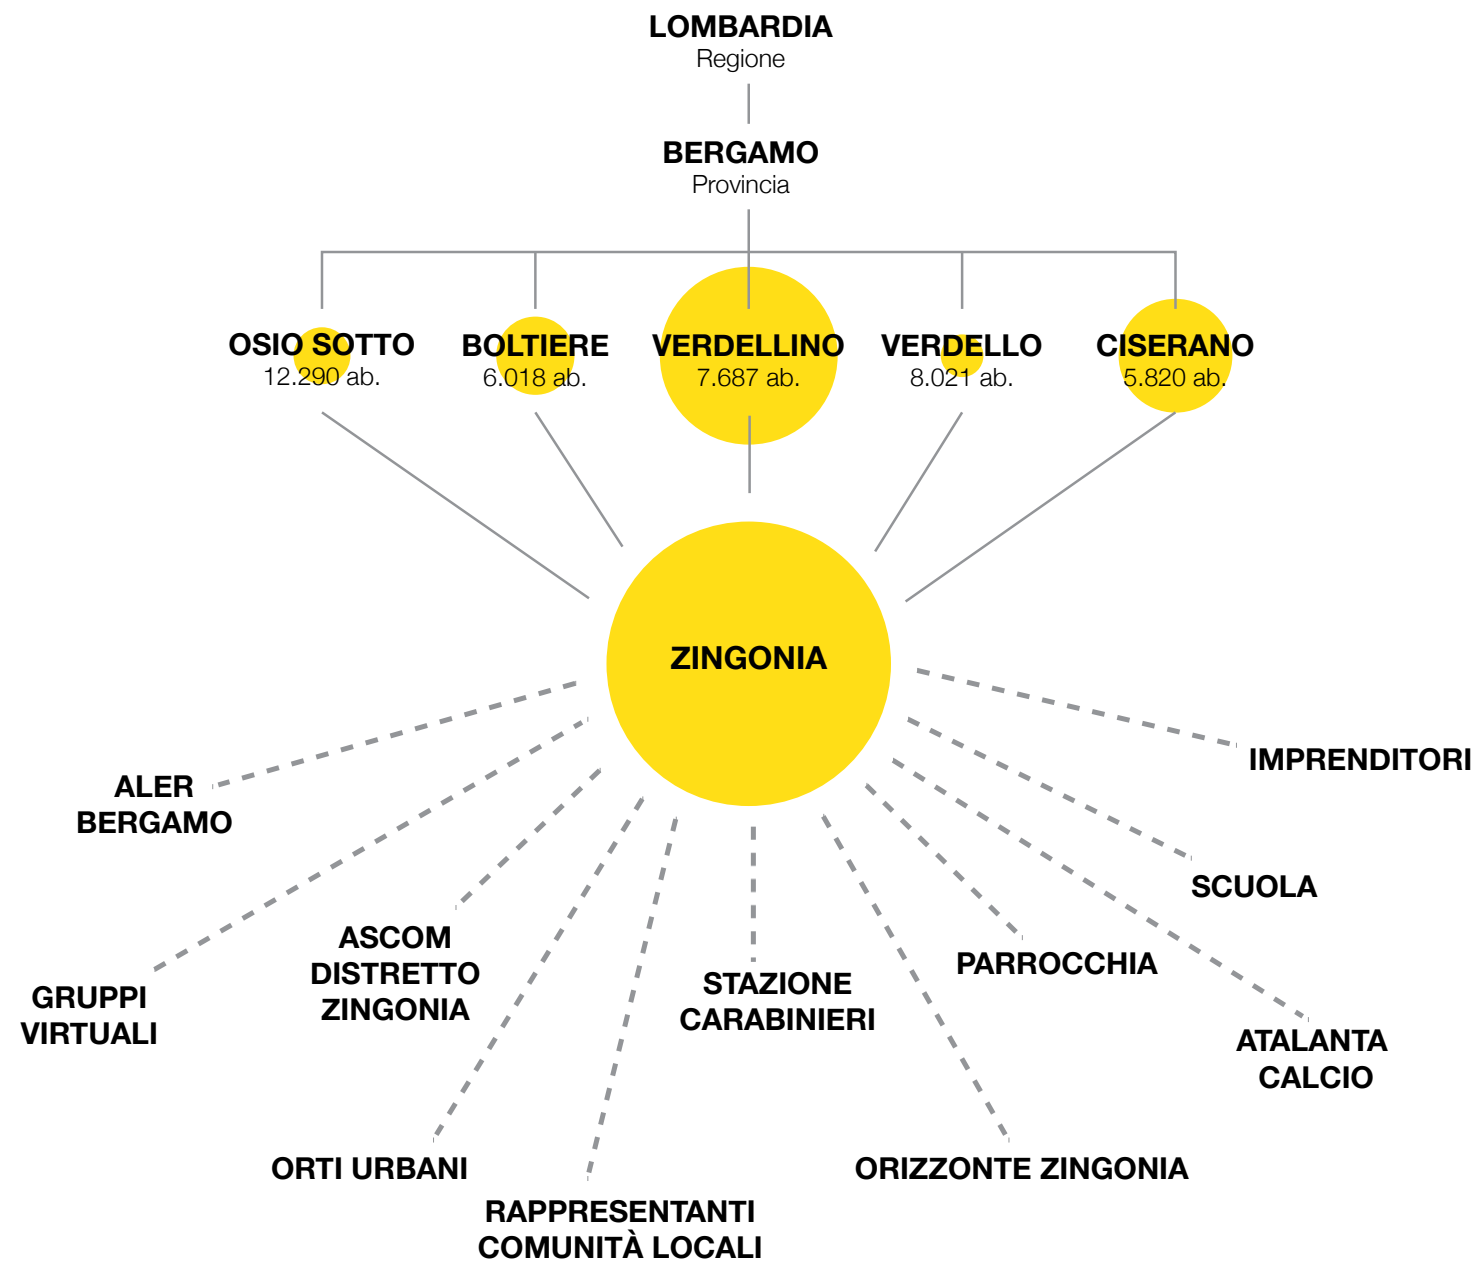 LOMBARDIA
Regione
BERGAMO
Provincia
OSIO SOTTO
12.290 ab.
BOLTIERE
6.018 ab.
VERDELLINO
7.687 ab.
VERDELLO
8.021 ab.
CISERANO
5.820 ab.
ZINGONIA
IMPRENDITORI
ALER
BERGAMO
SCUOLA
ASCOM
DISTRETTO
ZINGONIA
PARROCCHIA
GRUPPI
VIRTUALI
STAZIONE
CARABINIERI
ATALANTA
CALCIO
ORTI URBANI
ORIZZONTE ZINGONIA
RAPPRESENTANTI
COMUNITÀ LOCALI